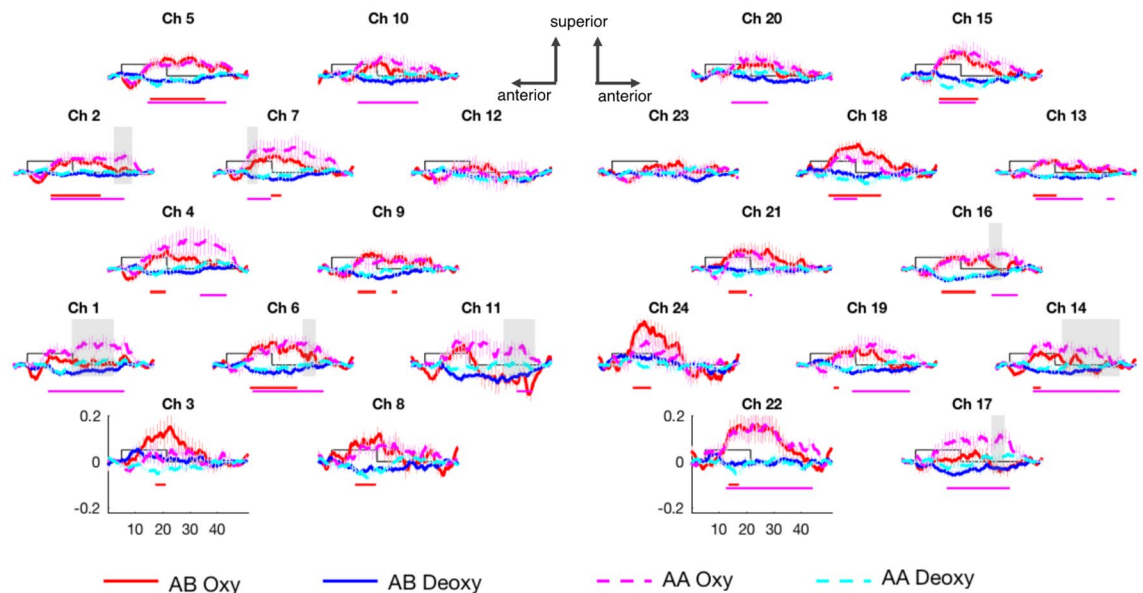 Ch 5 Ch 10 superior Ch 20 Ch 15
anterior anterior
Ch 2 Ch 7 Ch 12 Ch 23 Ch 18 Ch 13
Ch 4 Ch 9 Ch 21 Ch 16
Ch 1 Ch 6 Ch 11 Ch 24 Ch 19 Ch 14
Ch 3 Ch 8 Ch 22 Ch 17
0.2 0.2
0 0
-0.2 -0.2
10 20 30 40 10 20 30 40
AB Oxy AB Deoxy AA Oxy AA Deoxy